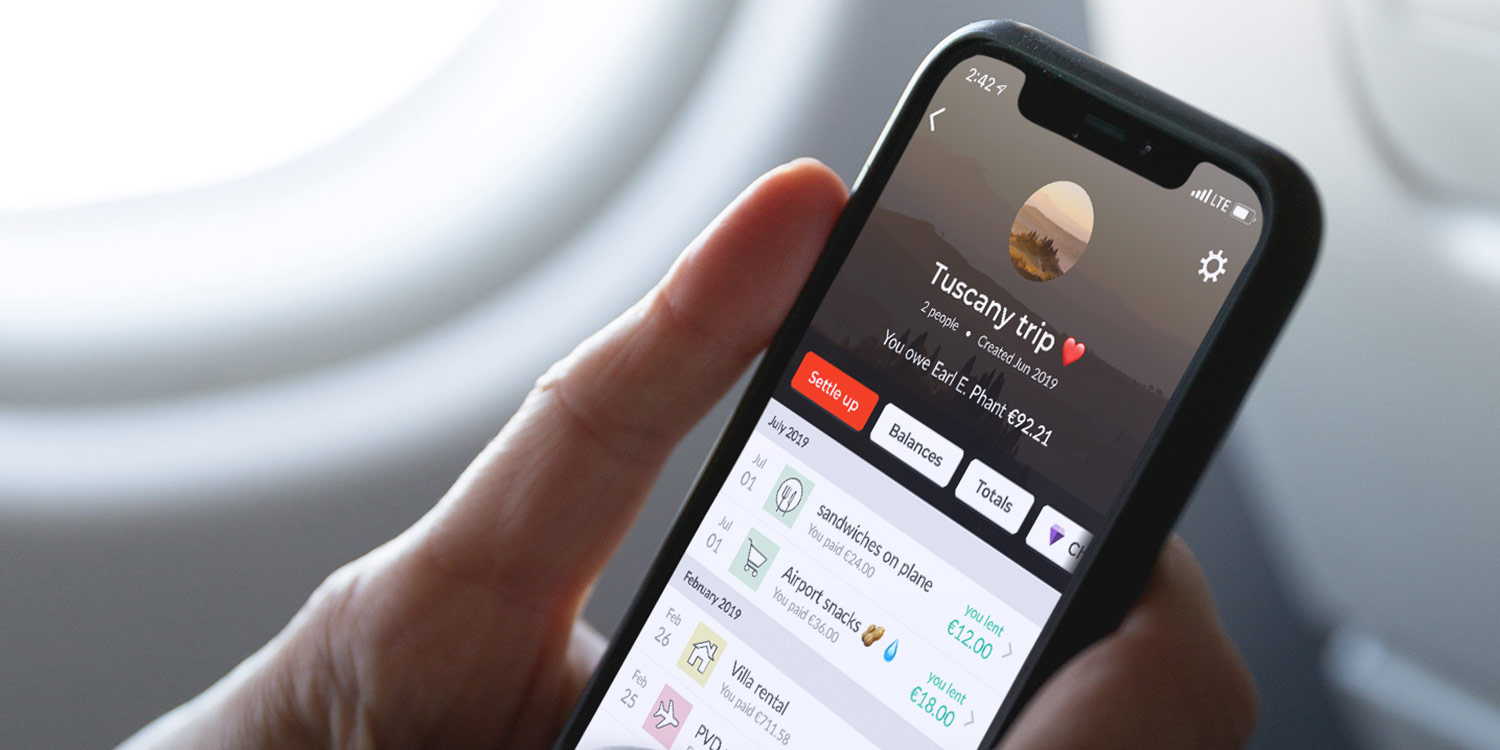 2:42
LTE
Tuscany trip ❤️
2 people • Created Jun 2019
You owe Earl E. Phant €92.21
Settle up
Balances
Totals
July 2019
Jul 01
sandwiches on plane
You paid €24.00
you lent
€12.00
Jul 01
Airport snacks 🥜💧
You paid €36.00
you lent
€18.00
February 2019
Feb 26
Villa rental
You paid €711.58
Feb 25
PVD